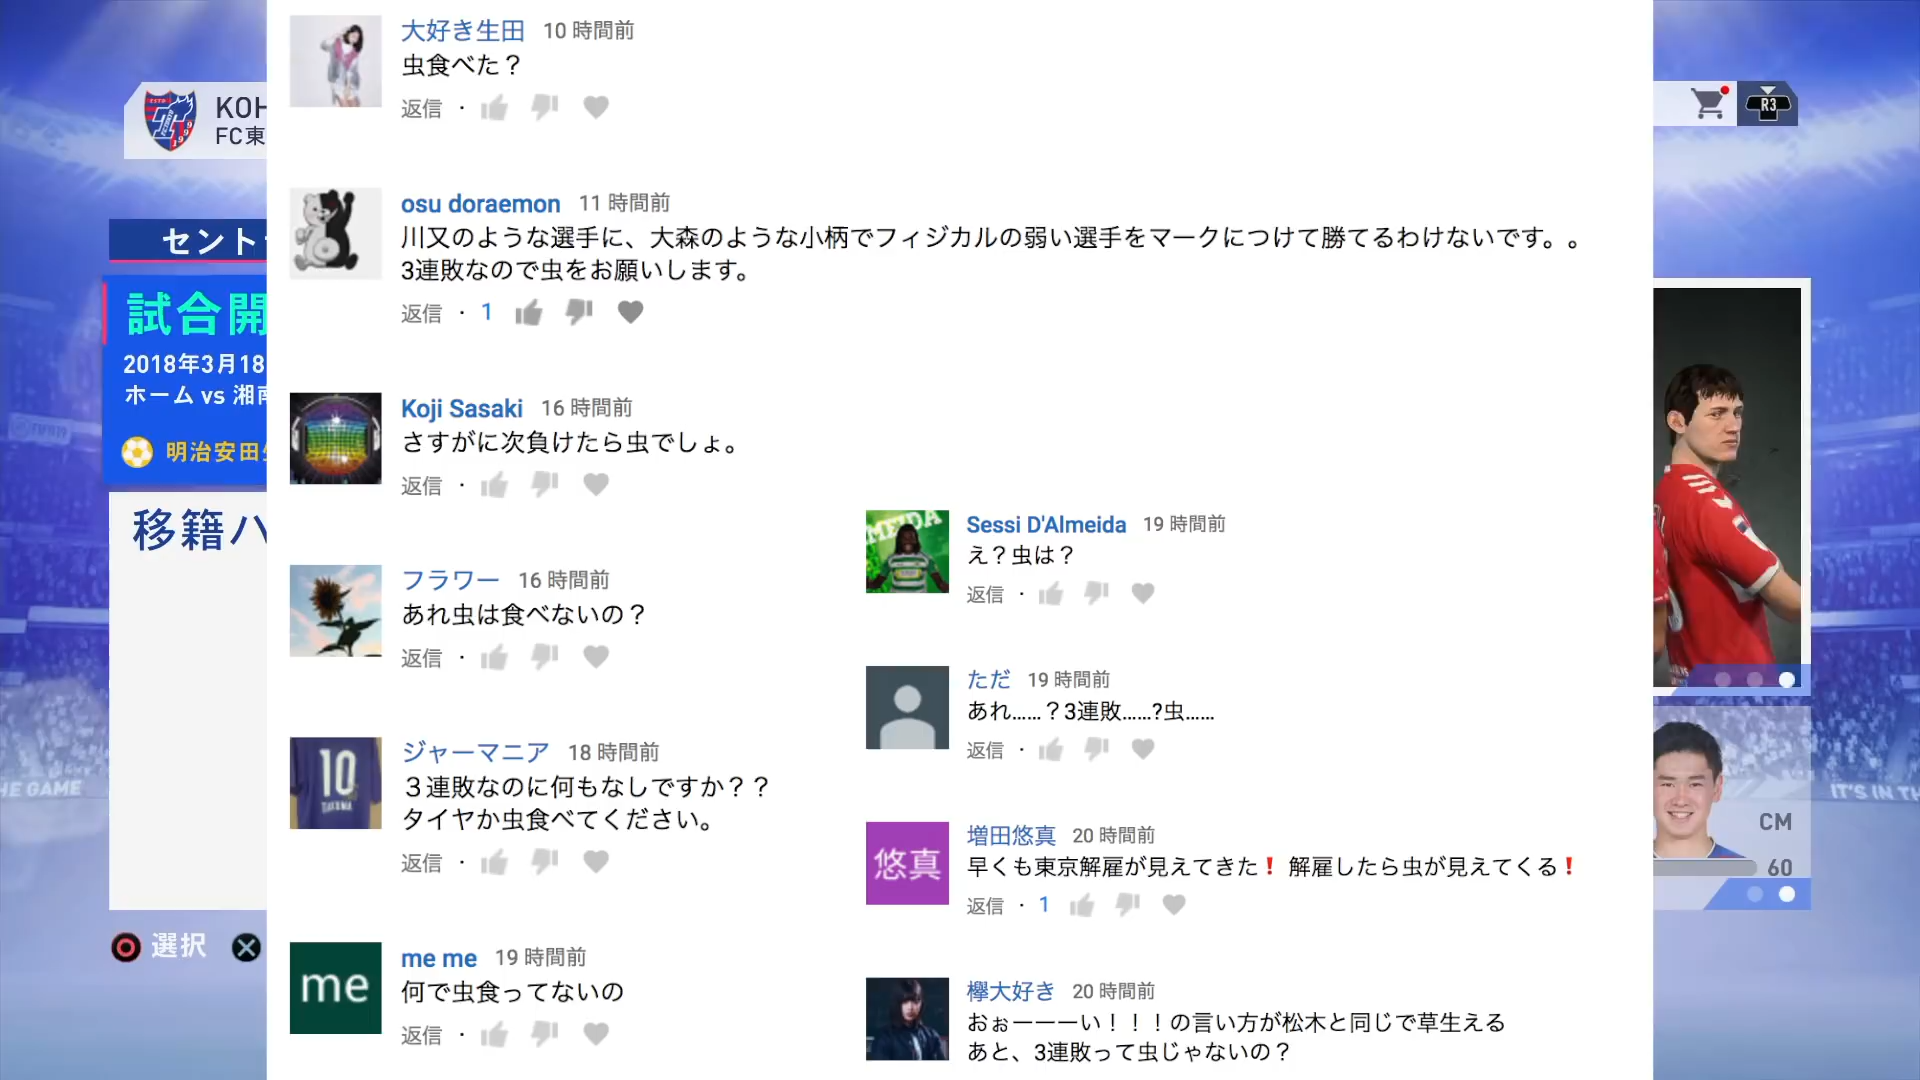 大好き生田 10 時間前
虫食べた？
返信
osu doraemon 11 時間前
川又のような選手に、大森のような小柄でフィジカルの弱い選手をマークにつけて勝てるわけないです。。
3連敗なので虫をお願いします。
返信 ・ 1
Koji Sasaki 16 時間前
さすがに次負けたら虫でしょ。
返信
フラワー 16 時間前
あれ虫は食べないの？
返信
ジャーマニア 18 時間前
３連敗なのに何もなしですか？？
タイヤか虫食べてください。
返信
me me 19 時間前
何で虫食ってないの
返信
Sessi D'Almeida 19 時間前
え？虫は？
返信
ただ 19 時間前
あれ……？3連敗……?虫……
返信
増田悠真 20 時間前
早くも東京解雇が見えてきた❗ 解雇したら虫が見えてくる❗
返信 ・ 1
欅大好き 20 時間前
おぉーーーい！！！の言い方が松木と同じで草生える
あと、3連敗って虫じゃないの？
KOH
FC東
セント
試合開
2018年3月18
ホーム vs 湘南
明治安田
移籍ハ
選択
R3
CM
60
me
悠真
10
FIFA19
HE GAME
IT'S IN TH